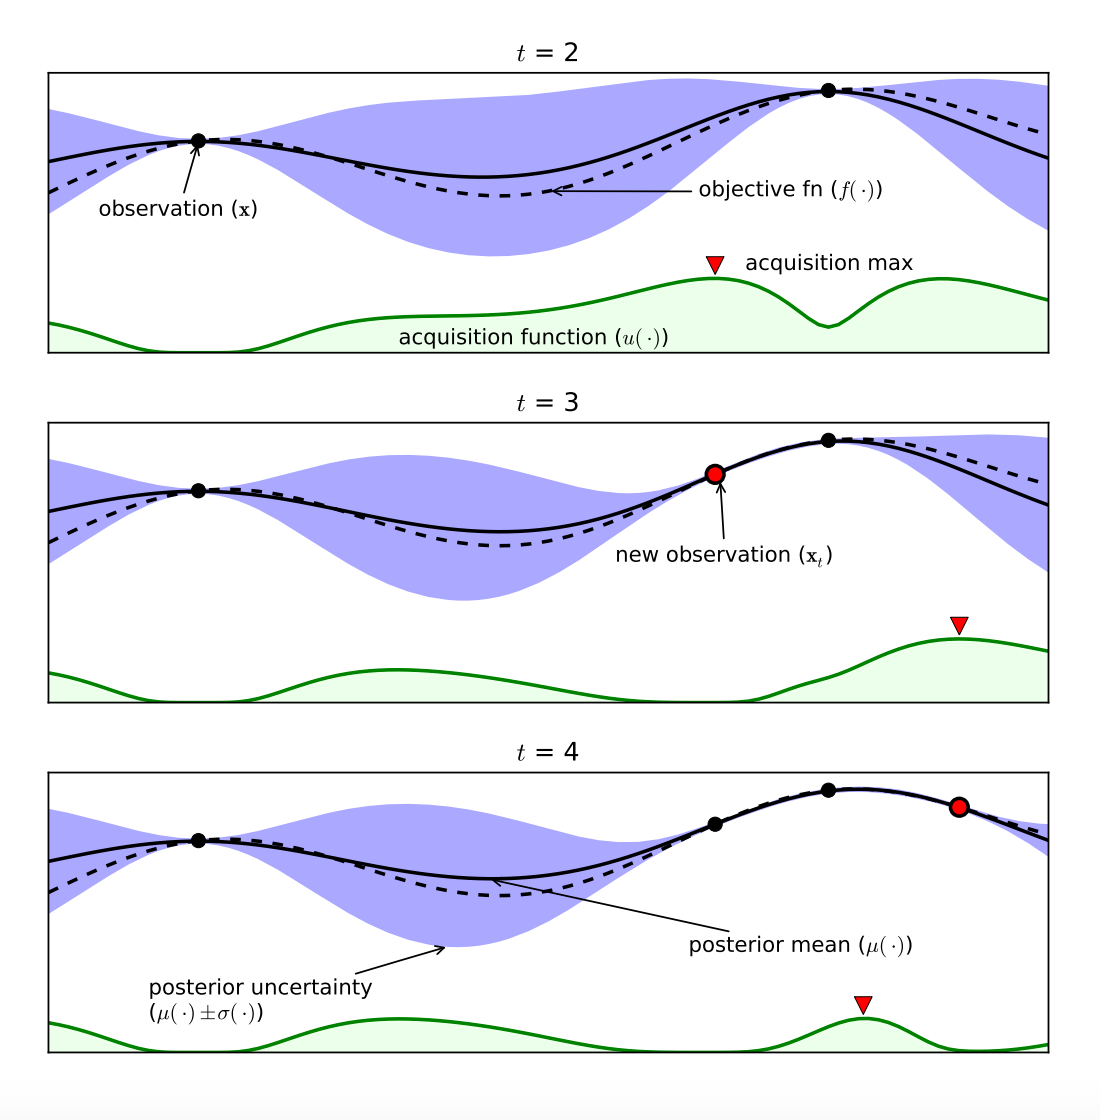 t = 2
observation (x)
objective fn (f(·))
acquisition max
acquisition function (u(·))
t = 3
new observation (xₜ)
t = 4
posterior mean (μ(·))
posterior uncertainty
(μ(·)±σ(·))